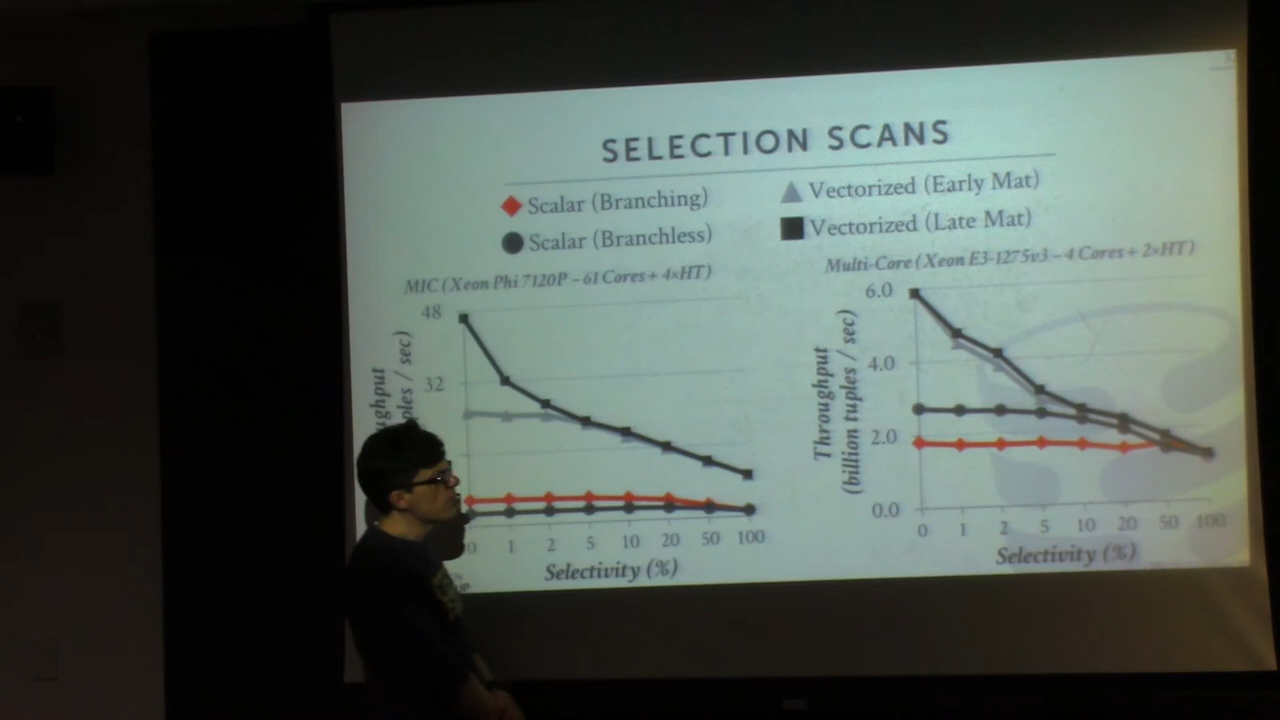 SELECTION SCANS
Scalar (Branching)
Vectorized (Early Mat)
Scalar (Branchless)
Vectorized (Late Mat)
MIC (Xeon Phi 7120P – 61 Cores + 4×HT)
Multi-Core (Xeon E3-1275v3 – 4 Cores + 2×HT)
48
32
0 1 2 5 10 20 50 100
Selectivity (%)
Throughput
(billion tuples / sec)
6.0
4.0
2.0
0.0
0 1 2 5 10 20 50 100
Selectivity (%)